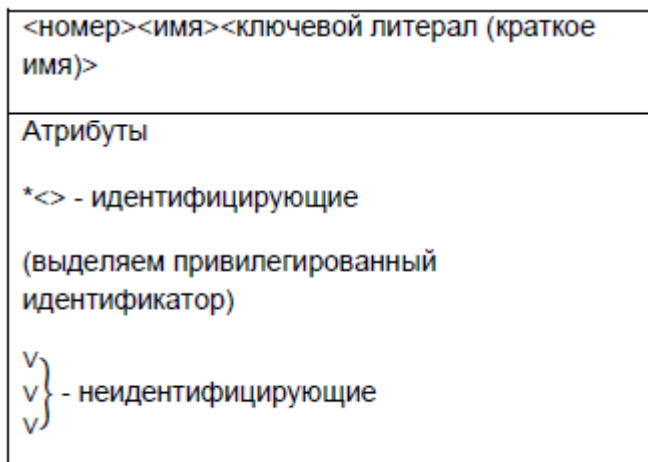 <номер><имя><ключевой литерал (краткое
имя)>
Атрибуты
*<> - идентифицирующие
(выделяем привилегированный
идентификатор)
V
V} - неидентифицирующие
V